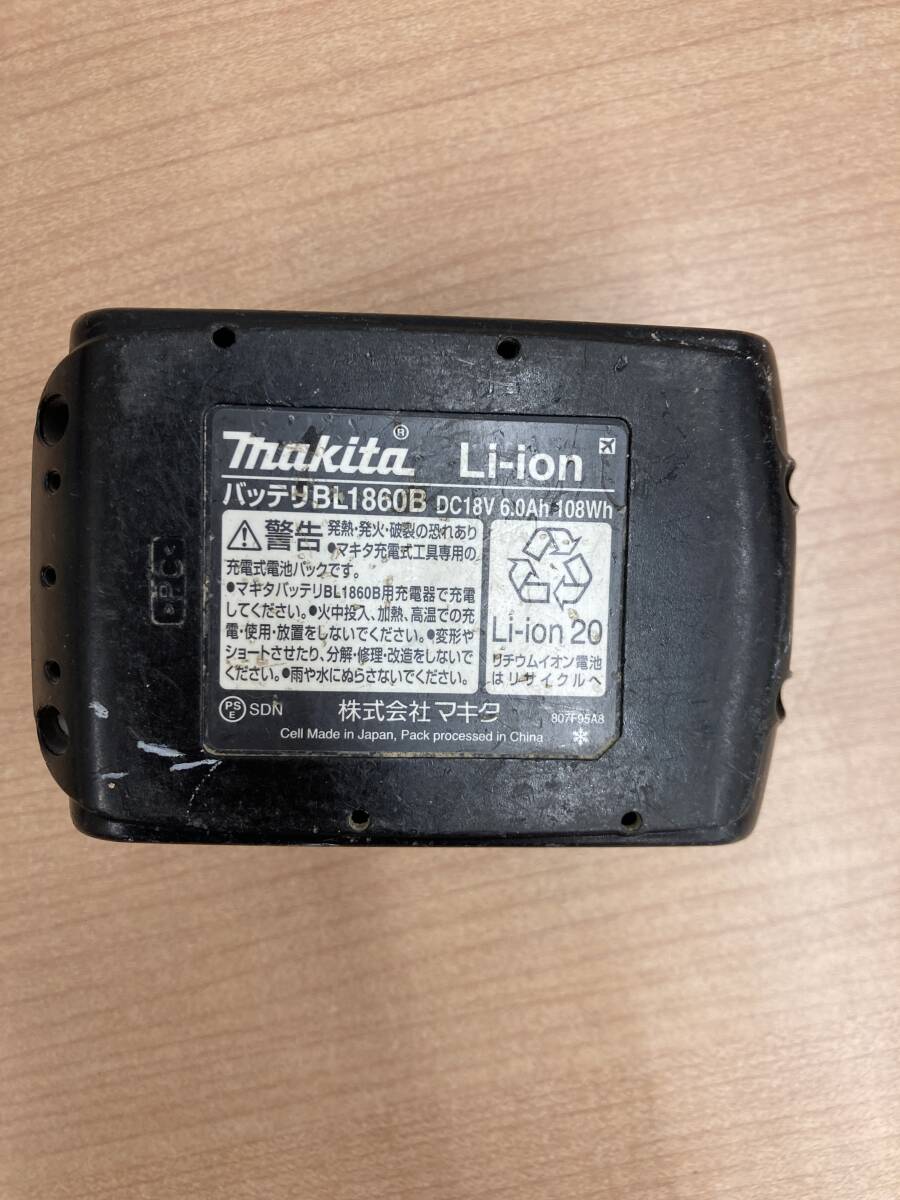 makita® Li-ion
バッテリBL1860B DC18V 6.0Ah 108Wh
警告 発熱・発火・破裂の恐れあり
●マキタ充電式工具専用の
充電式電池パックです。
●マキタバッテリBL1860B用充電器で充電
してください。●火中投入、加熱、高温での充
電・使用・放置をしないでください。●変形や
ショートさせたり、分解・修理・改造をしないで
ください。●雨や水にぬらさないでください。
Li-ion 20
リチウムイオン電池
はリサイクルへ
PS
E SDN 株式会社マキタ 807F95A8
Cell Made in Japan, Pack processed in China
>PC<